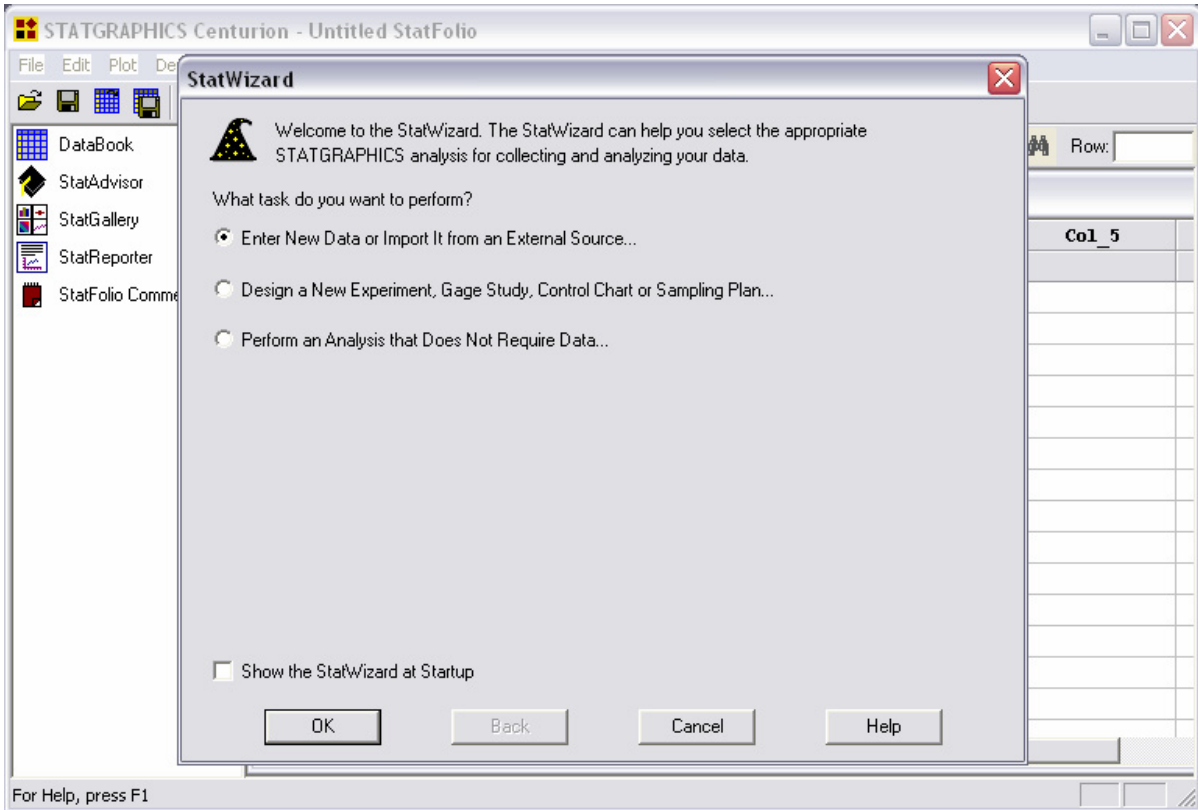 STATGRAPHICS Centurion - Untitled StatFolio
File Edit Plot De
StatWizard
Welcome to the StatWizard. The StatWizard can help you select the appropriate
STATGRAPHICS analysis for collecting and analyzing your data.
What task do you want to perform?
Enter New Data or Import It from an External Source...
Design a New Experiment, Gage Study, Control Chart or Sampling Plan...
Perform an Analysis that Does Not Require Data...
Show the StatWizard at Startup
OK Back Cancel Help
DataBook
StatAdvisor
StatGallery
StatReporter
StatFolio Comme
Row:
Col_5
For Help, press F1